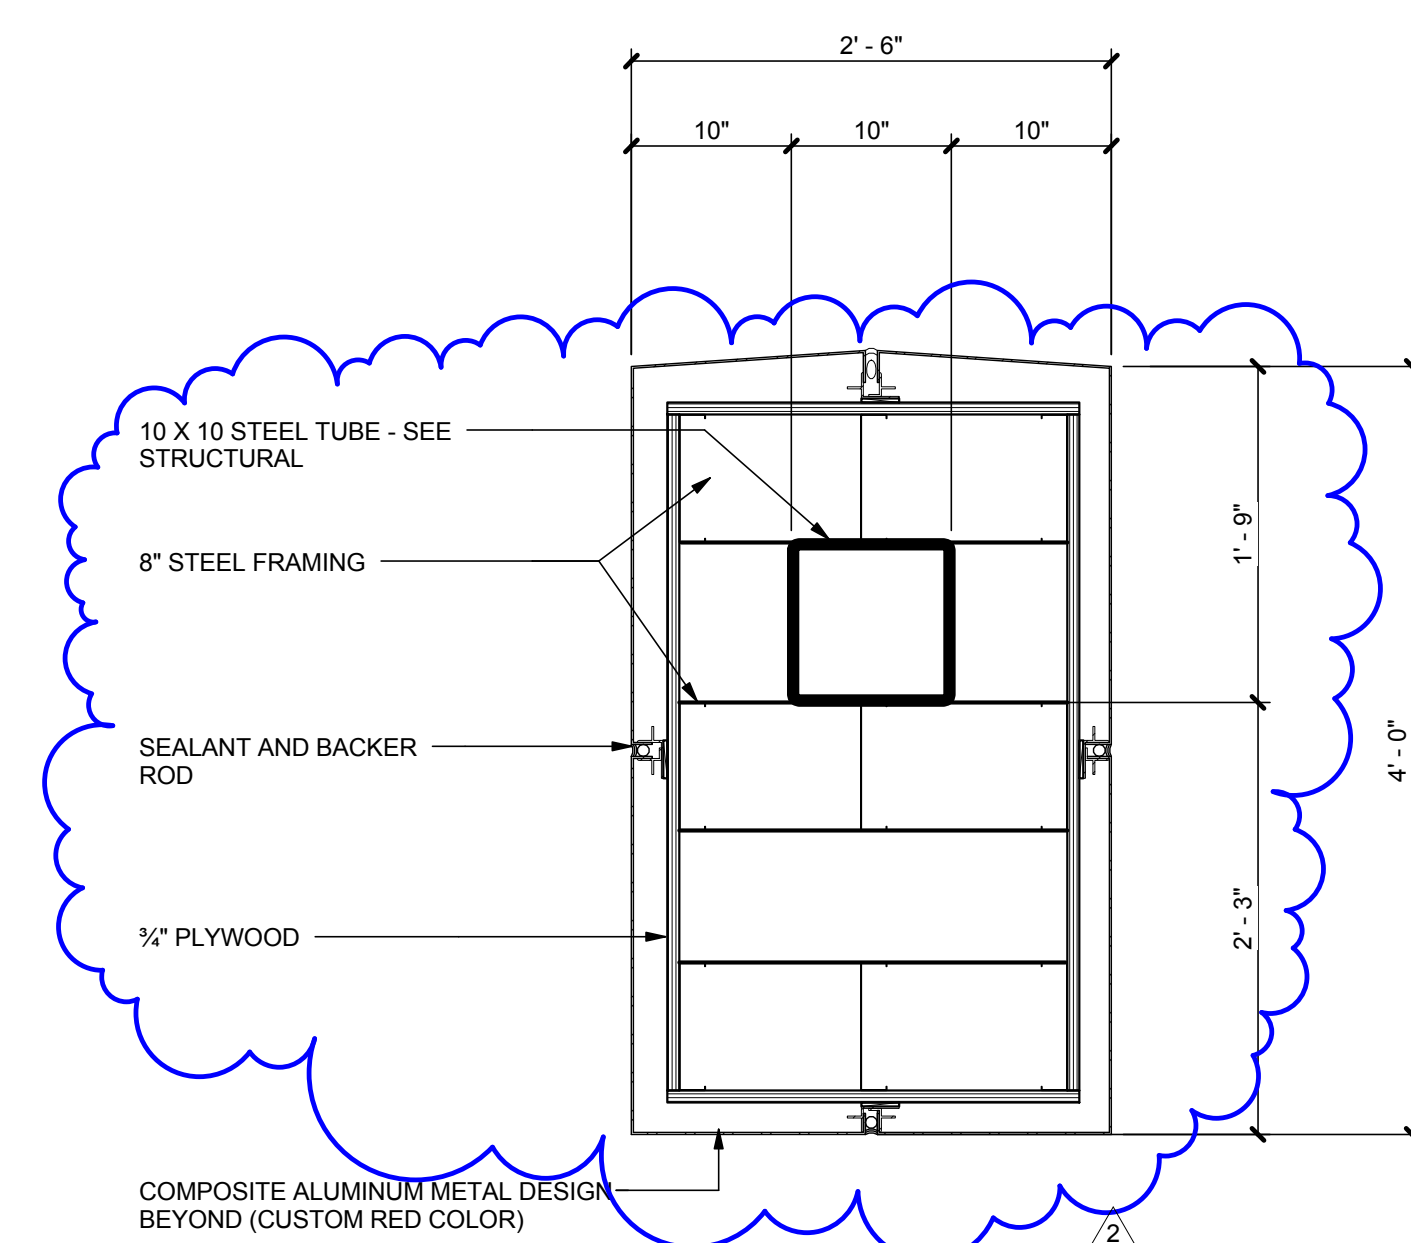 2' - 6"
10" 10" 10"
10 X 10 STEEL TUBE - SEE
STRUCTURAL
8" STEEL FRAMING
1' - 9"
SEALANT AND BACKER
ROD
4' - 0"
¾" PLYWOOD
2' - 3"
COMPOSITE ALUMINUM METAL DESIGN
BEYOND (CUSTOM RED COLOR)
2